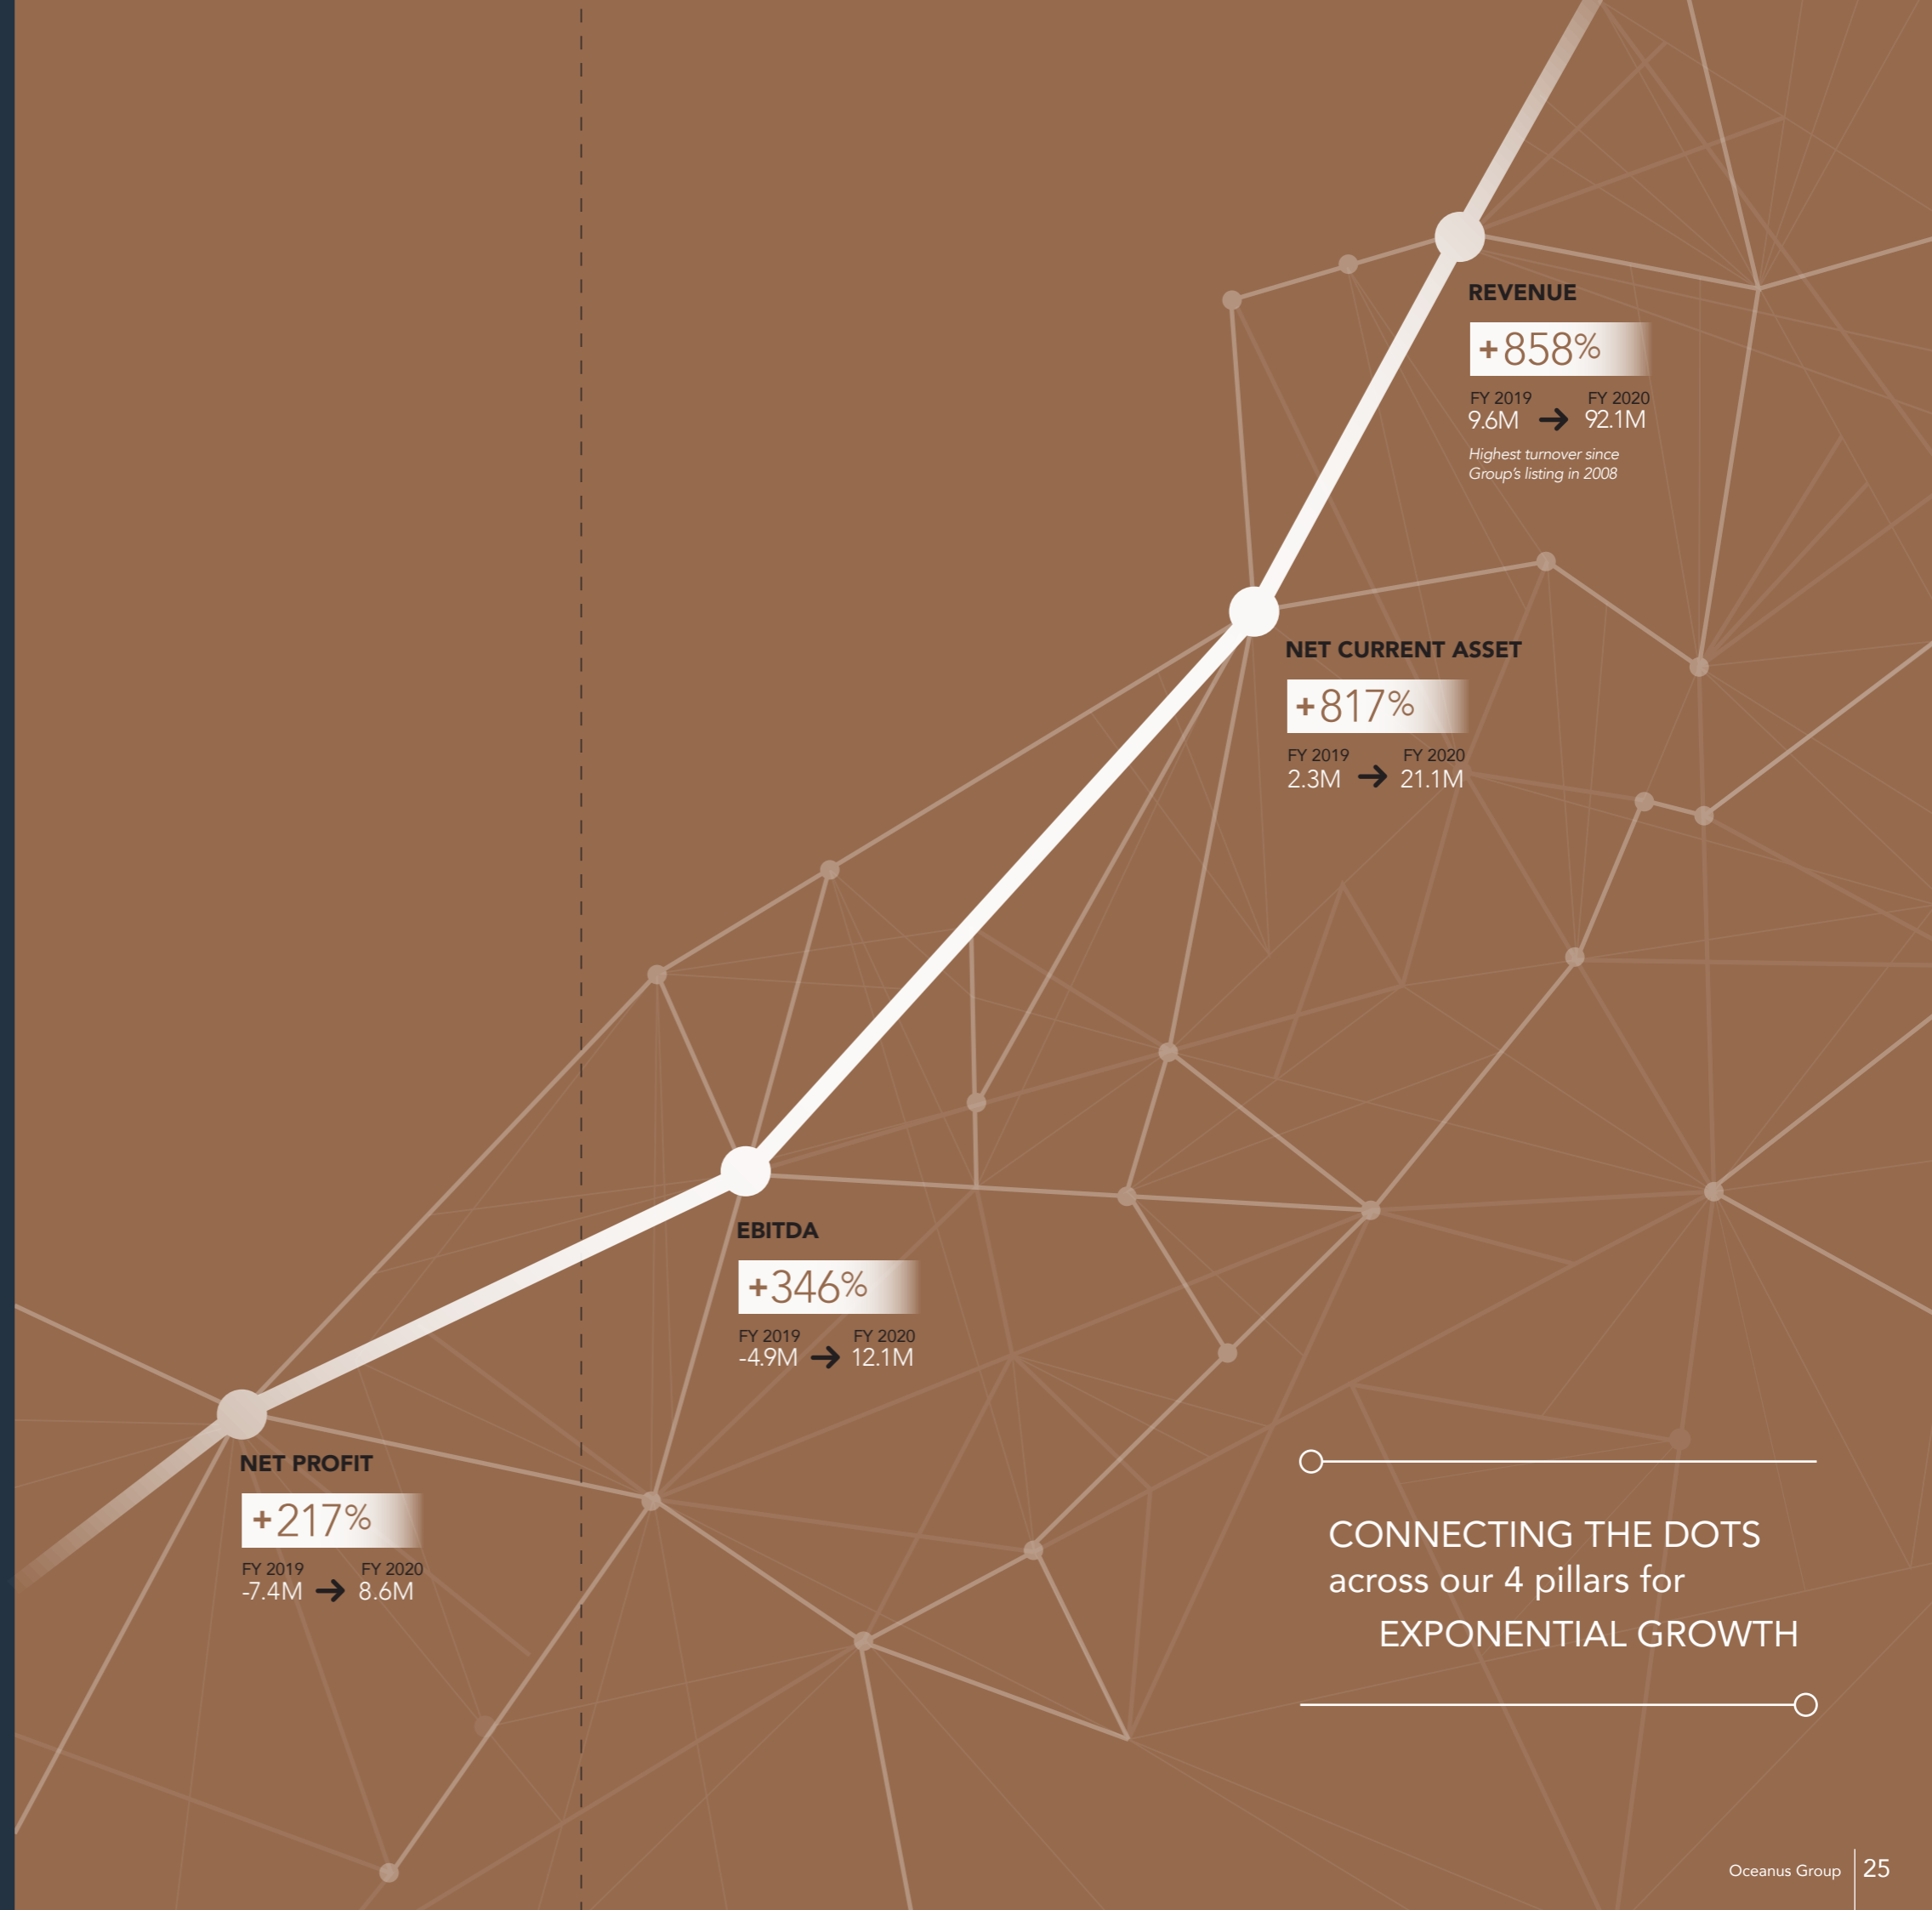 REVENUE
+858%
FY 2019 FY 2020
9.6M → 92.1M
Highest turnover since
Group's listing in 2008
NET CURRENT ASSET
+817%
FY 2019 FY 2020
2.3M → 21.1M
EBITDA
+346%
FY 2019 FY 2020
-4.9M → 12.1M
NET PROFIT
+217%
FY 2019 FY 2020
-7.4M → 8.6M
CONNECTING THE DOTS
across our 4 pillars for
EXPONENTIAL GROWTH
Oceanus Group 25